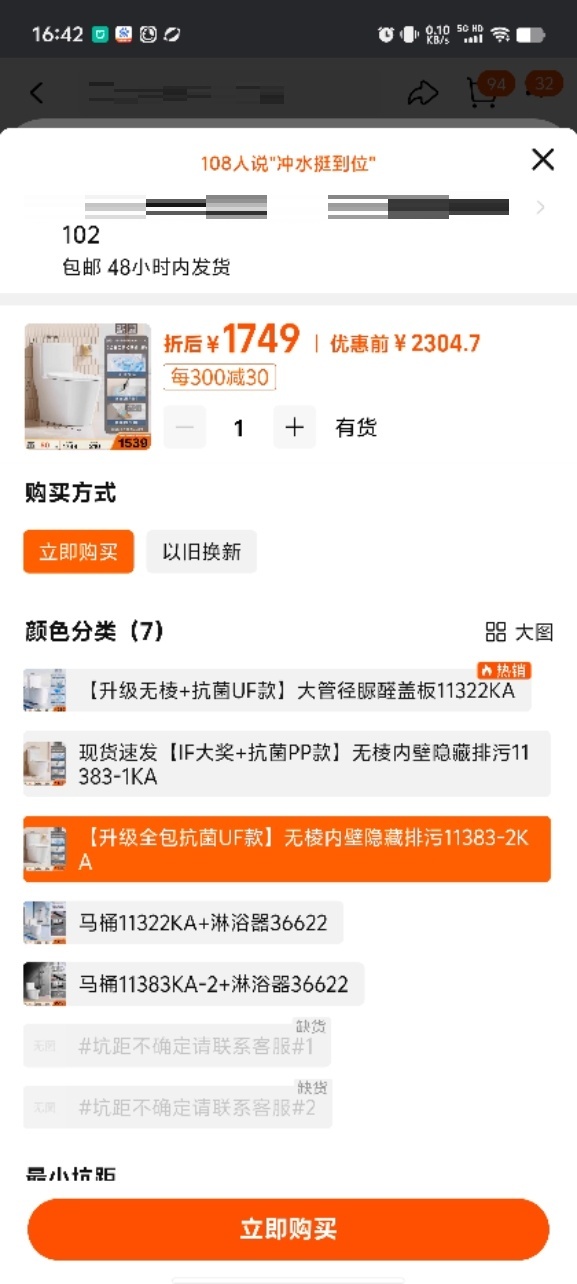 16:42
0.10
KB/s
5G HD
94
32
108人说"冲水挺到位"
102
包邮 48小时内发货
折后¥1749 | 优惠前¥2304.7
每300减30
1539
1
有货
购买方式
立即购买
以旧换新
颜色分类（7）
大图
热销
【升级无棱+抗菌UF款】大管径脲醛盖板11322KA
现货速发【IF大奖+抗菌PP款】无棱内壁隐藏排污11
383-1KA
【升级全包抗菌UF款】无棱内壁隐藏排污11383-2K
A
马桶11322KA+淋浴器36622
马桶11383KA-2+淋浴器36622
缺货
#坑距不确定请联系客服#1
缺货
#坑距不确定请联系客服#2
最小坑距
立即购买